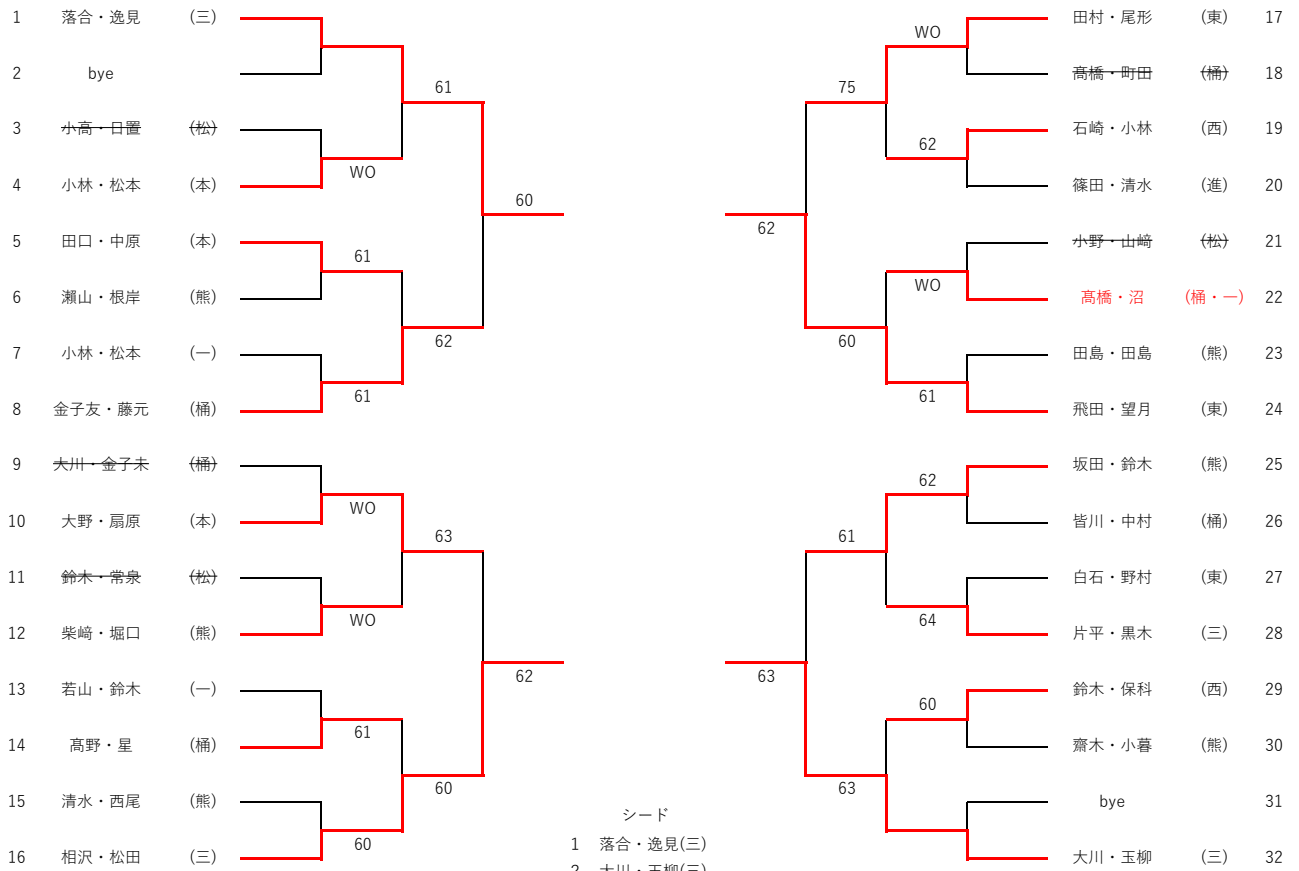 1 落合・逸見 (三)
2 bye
3 小高・日置 (松)
4 小林・松本 (本)
5 田口・中原 (本)
6 瀬山・根岸 (熊)
7 小林・松本 (一)
8 金子友・藤元 (桶)
9 大川・金子未 (桶)
10 大野・扇原 (本)
11 鈴木・常泉 (松)
12 柴﨑・堀口 (熊)
13 若山・鈴木 (一)
14 髙野・星 (桶)
15 清水・西尾 (熊)
16 相沢・松田 (三)
WO
61
61
WO
WO
61
60
61
62
63
60
60
62
WO
62
WO
61
62
64
60
75
60
61
63
62
63
田村・尾形 (東) 17
髙橋・町田 (桶) 18
石崎・小林 (西) 19
篠田・清水 (進) 20
小野・山﨑 (松) 21
髙橋・沼 (桶・一) 22
田島・田島 (熊) 23
飛田・望月 (東) 24
坂田・鈴木 (熊) 25
皆川・中村 (桶) 26
白石・野村 (東) 27
片平・黒木 (三) 28
鈴木・保科 (西) 29
齋木・小暮 (熊) 30
bye 31
大川・玉柳 (三) 32
シード
1 落合・逸見(三)
2 大川・玉柳(三)